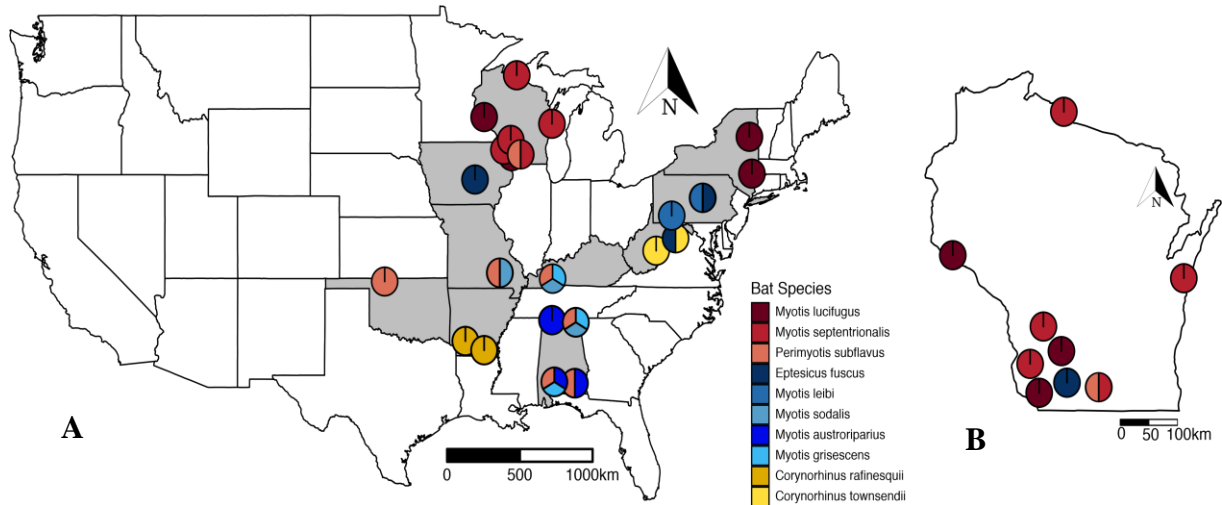 N
N
A
0 500 1000km
Bat Species
Myotis lucifugus
Myotis septentrionalis
Perimyotis subflavus
Eptesicus fuscus
Myotis leibi
Myotis sodalis
Myotis austroriparius
Myotis grisescens
Corynorhinus rafinesquii
Corynorhinus townsendii
0 50 100km
B